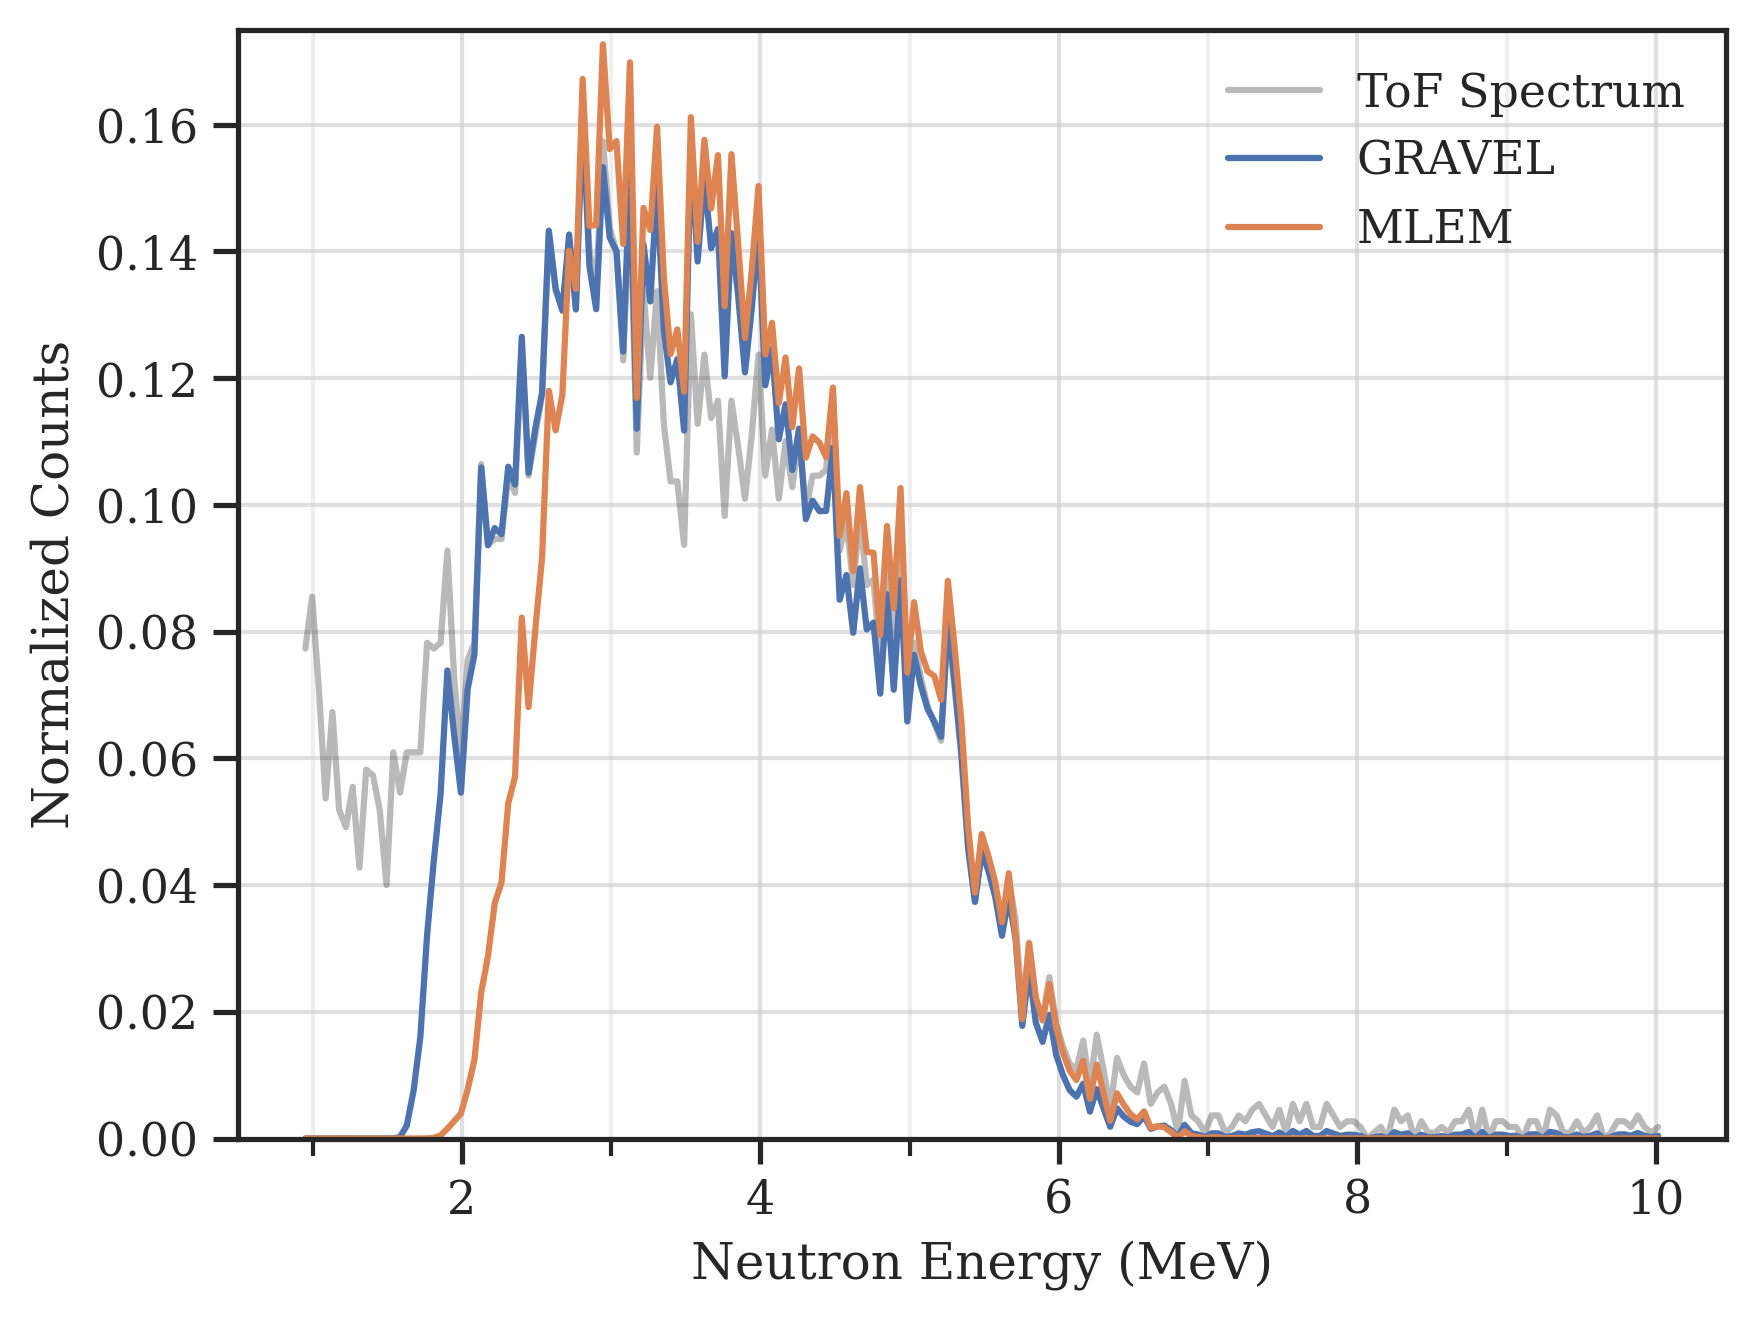 ToF Spectrum
GRAVEL
MLEM
0.16
0.14
0.12
0.10
0.08
0.06
0.04
0.02
0.00
Normalized Counts
2 4 6 8 10
Neutron Energy (MeV)